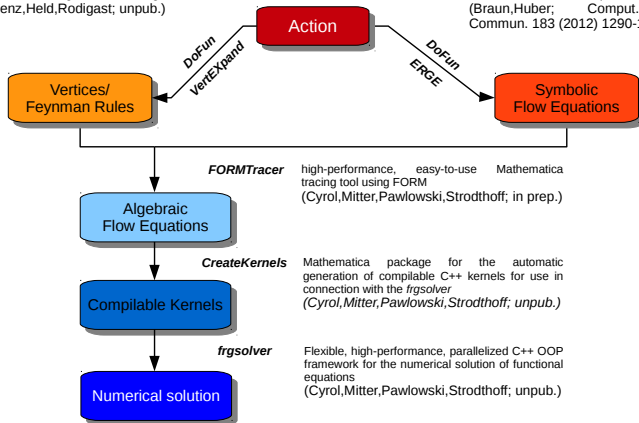 enz,Held,Rodigast; unpub.)
(Braun,Huber; Comput.
Commun. 183 (2012) 1290-1
Action
DoFun
VertEXpand
DoFun
ERGE
Vertices/
Feynman Rules
Symbolic
Flow Equations
FORMTracer
high-performance, easy-to-use Mathematica
tracing tool using FORM
(Cyrol,Mitter,Pawlowski,Strodthoff; in prep.)
Algebraic
Flow Equations
CreateKernels
Mathematica package for the automatic
generation of compilable C++ kernels for use in
connection with the frgsolver
(Cyrol,Mitter,Pawlowski,Strodthoff; unpub.)
Compilable Kernels
frgsolver
Flexible, high-performance, parallelized C++ OOP
framework for the numerical solution of functional
equations
(Cyrol,Mitter,Pawlowski,Strodthoff; unpub.)
Numerical solution